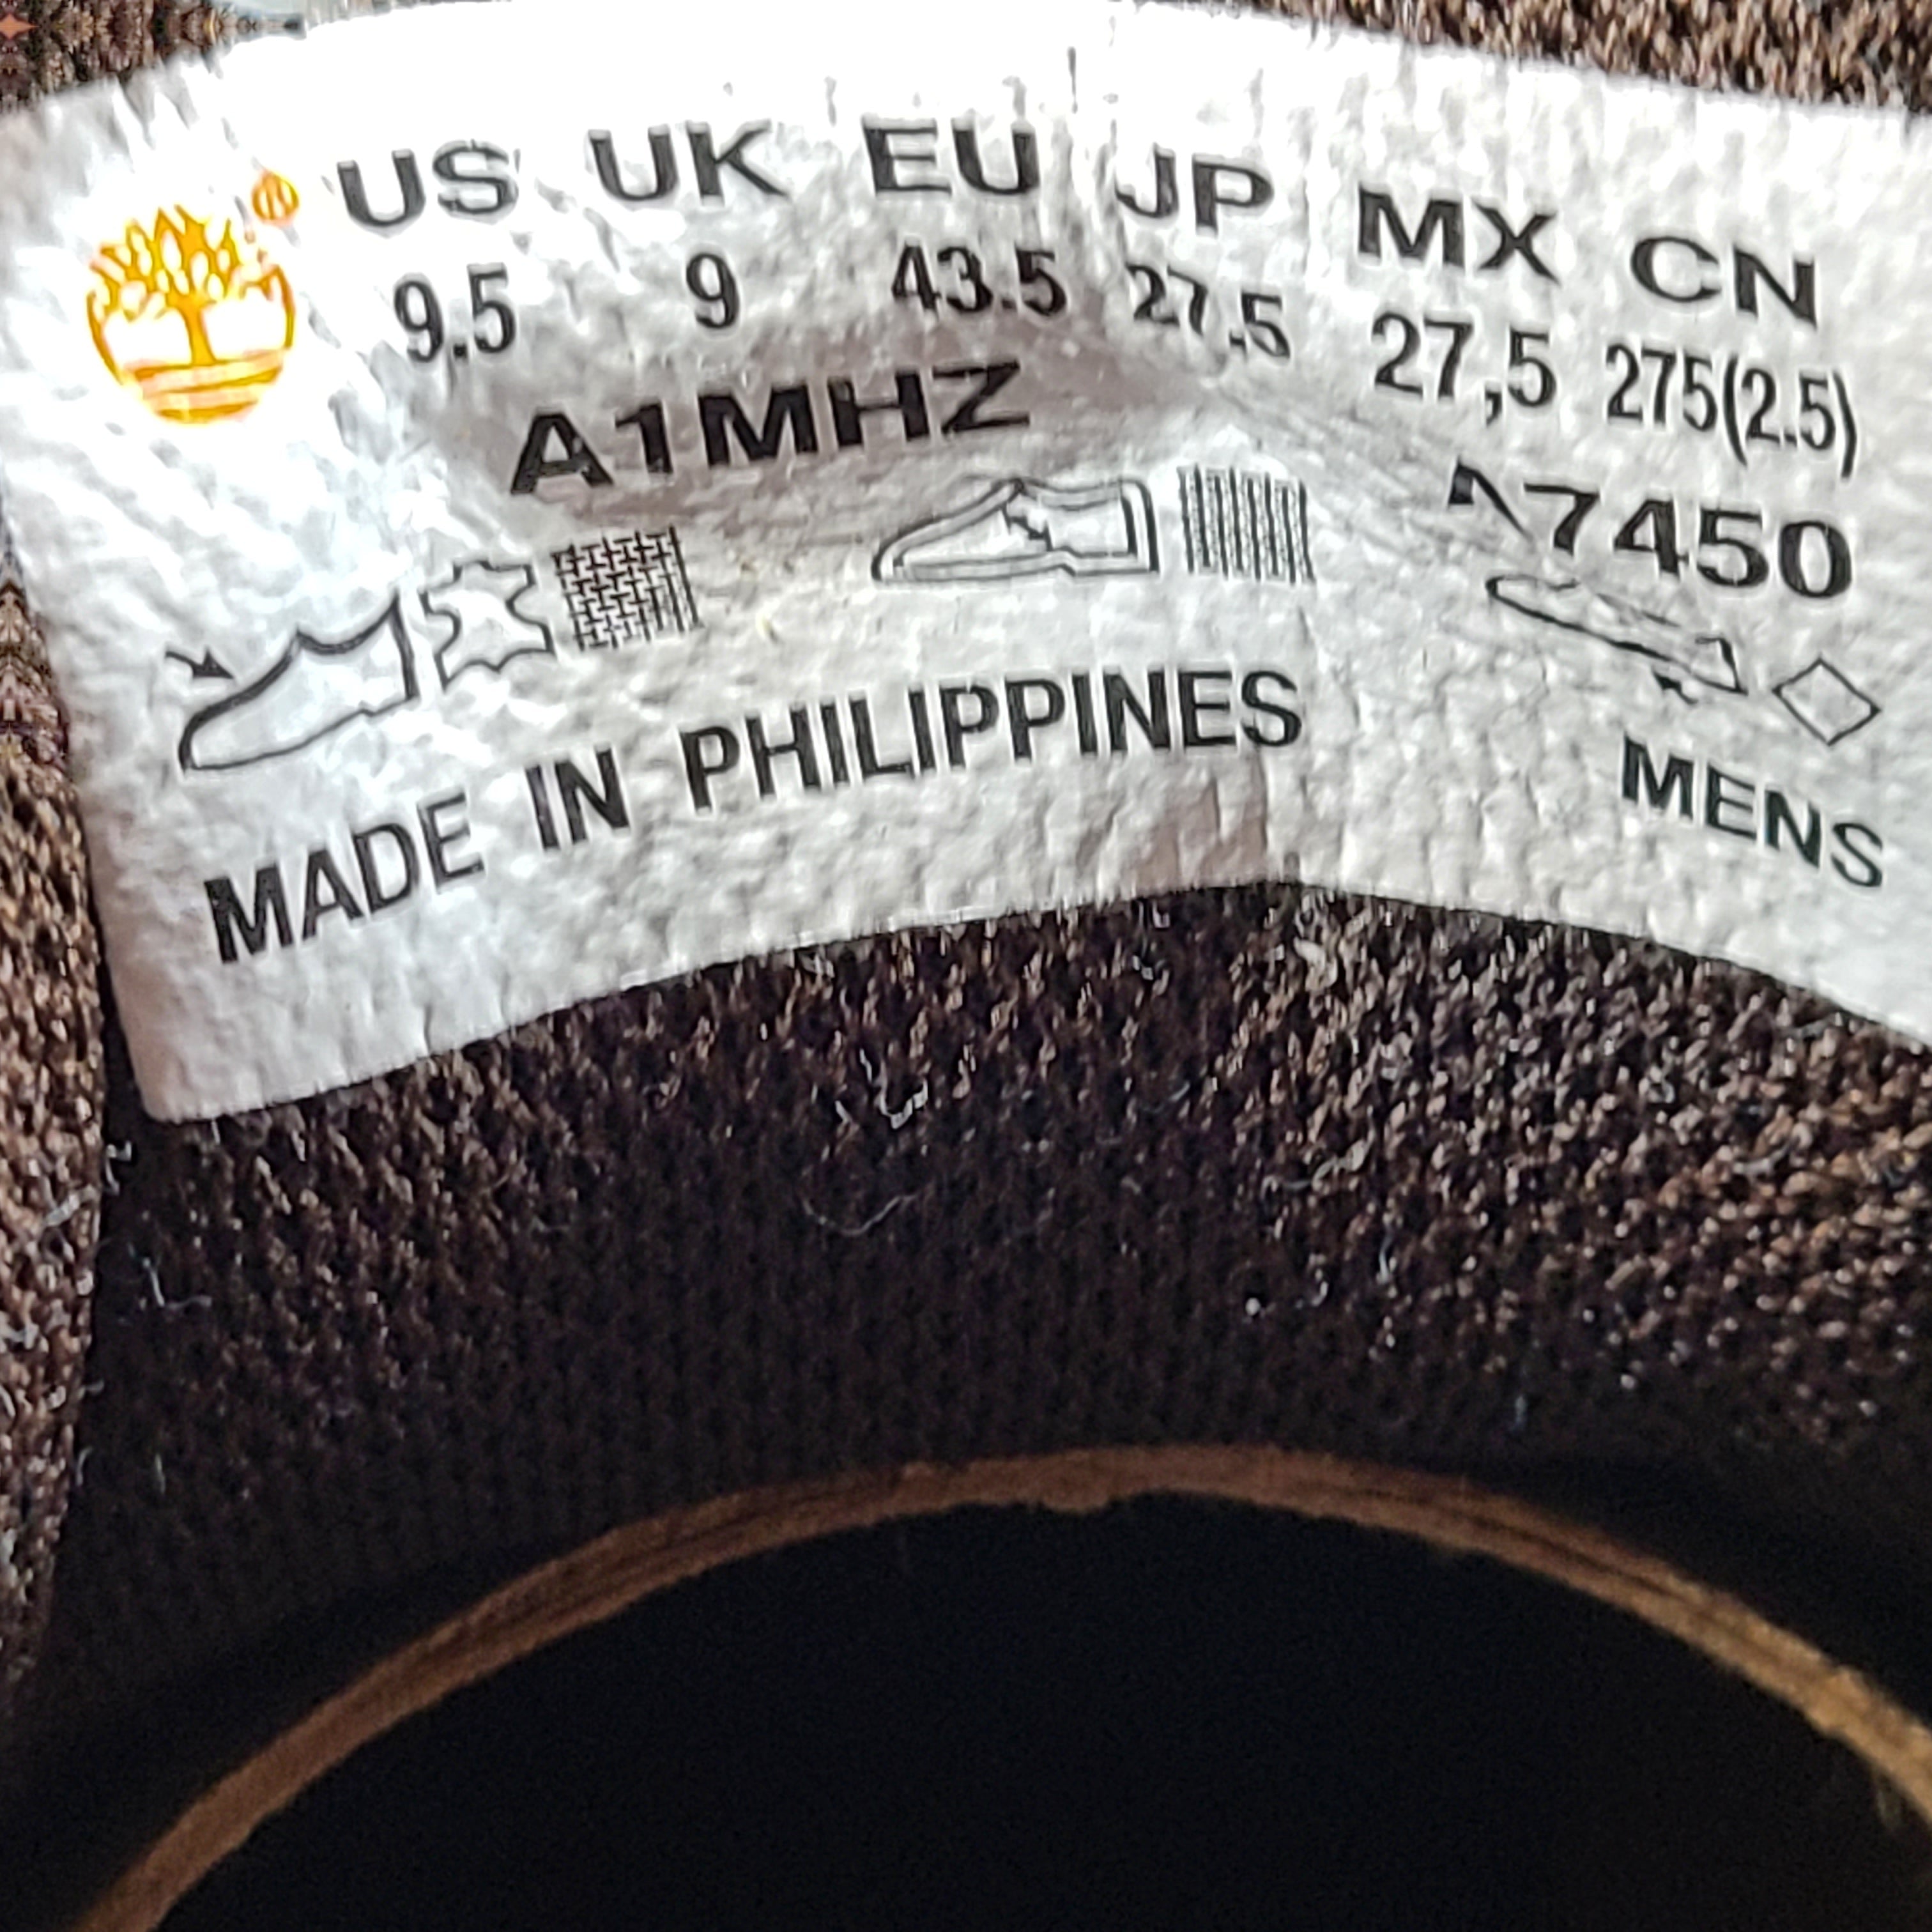 ® US UK EU JP MX CN
9.5 9 43.5 27.5 27,5 275(2.5)
A1MHZ A7450
MADE IN PHILIPPINES MENS